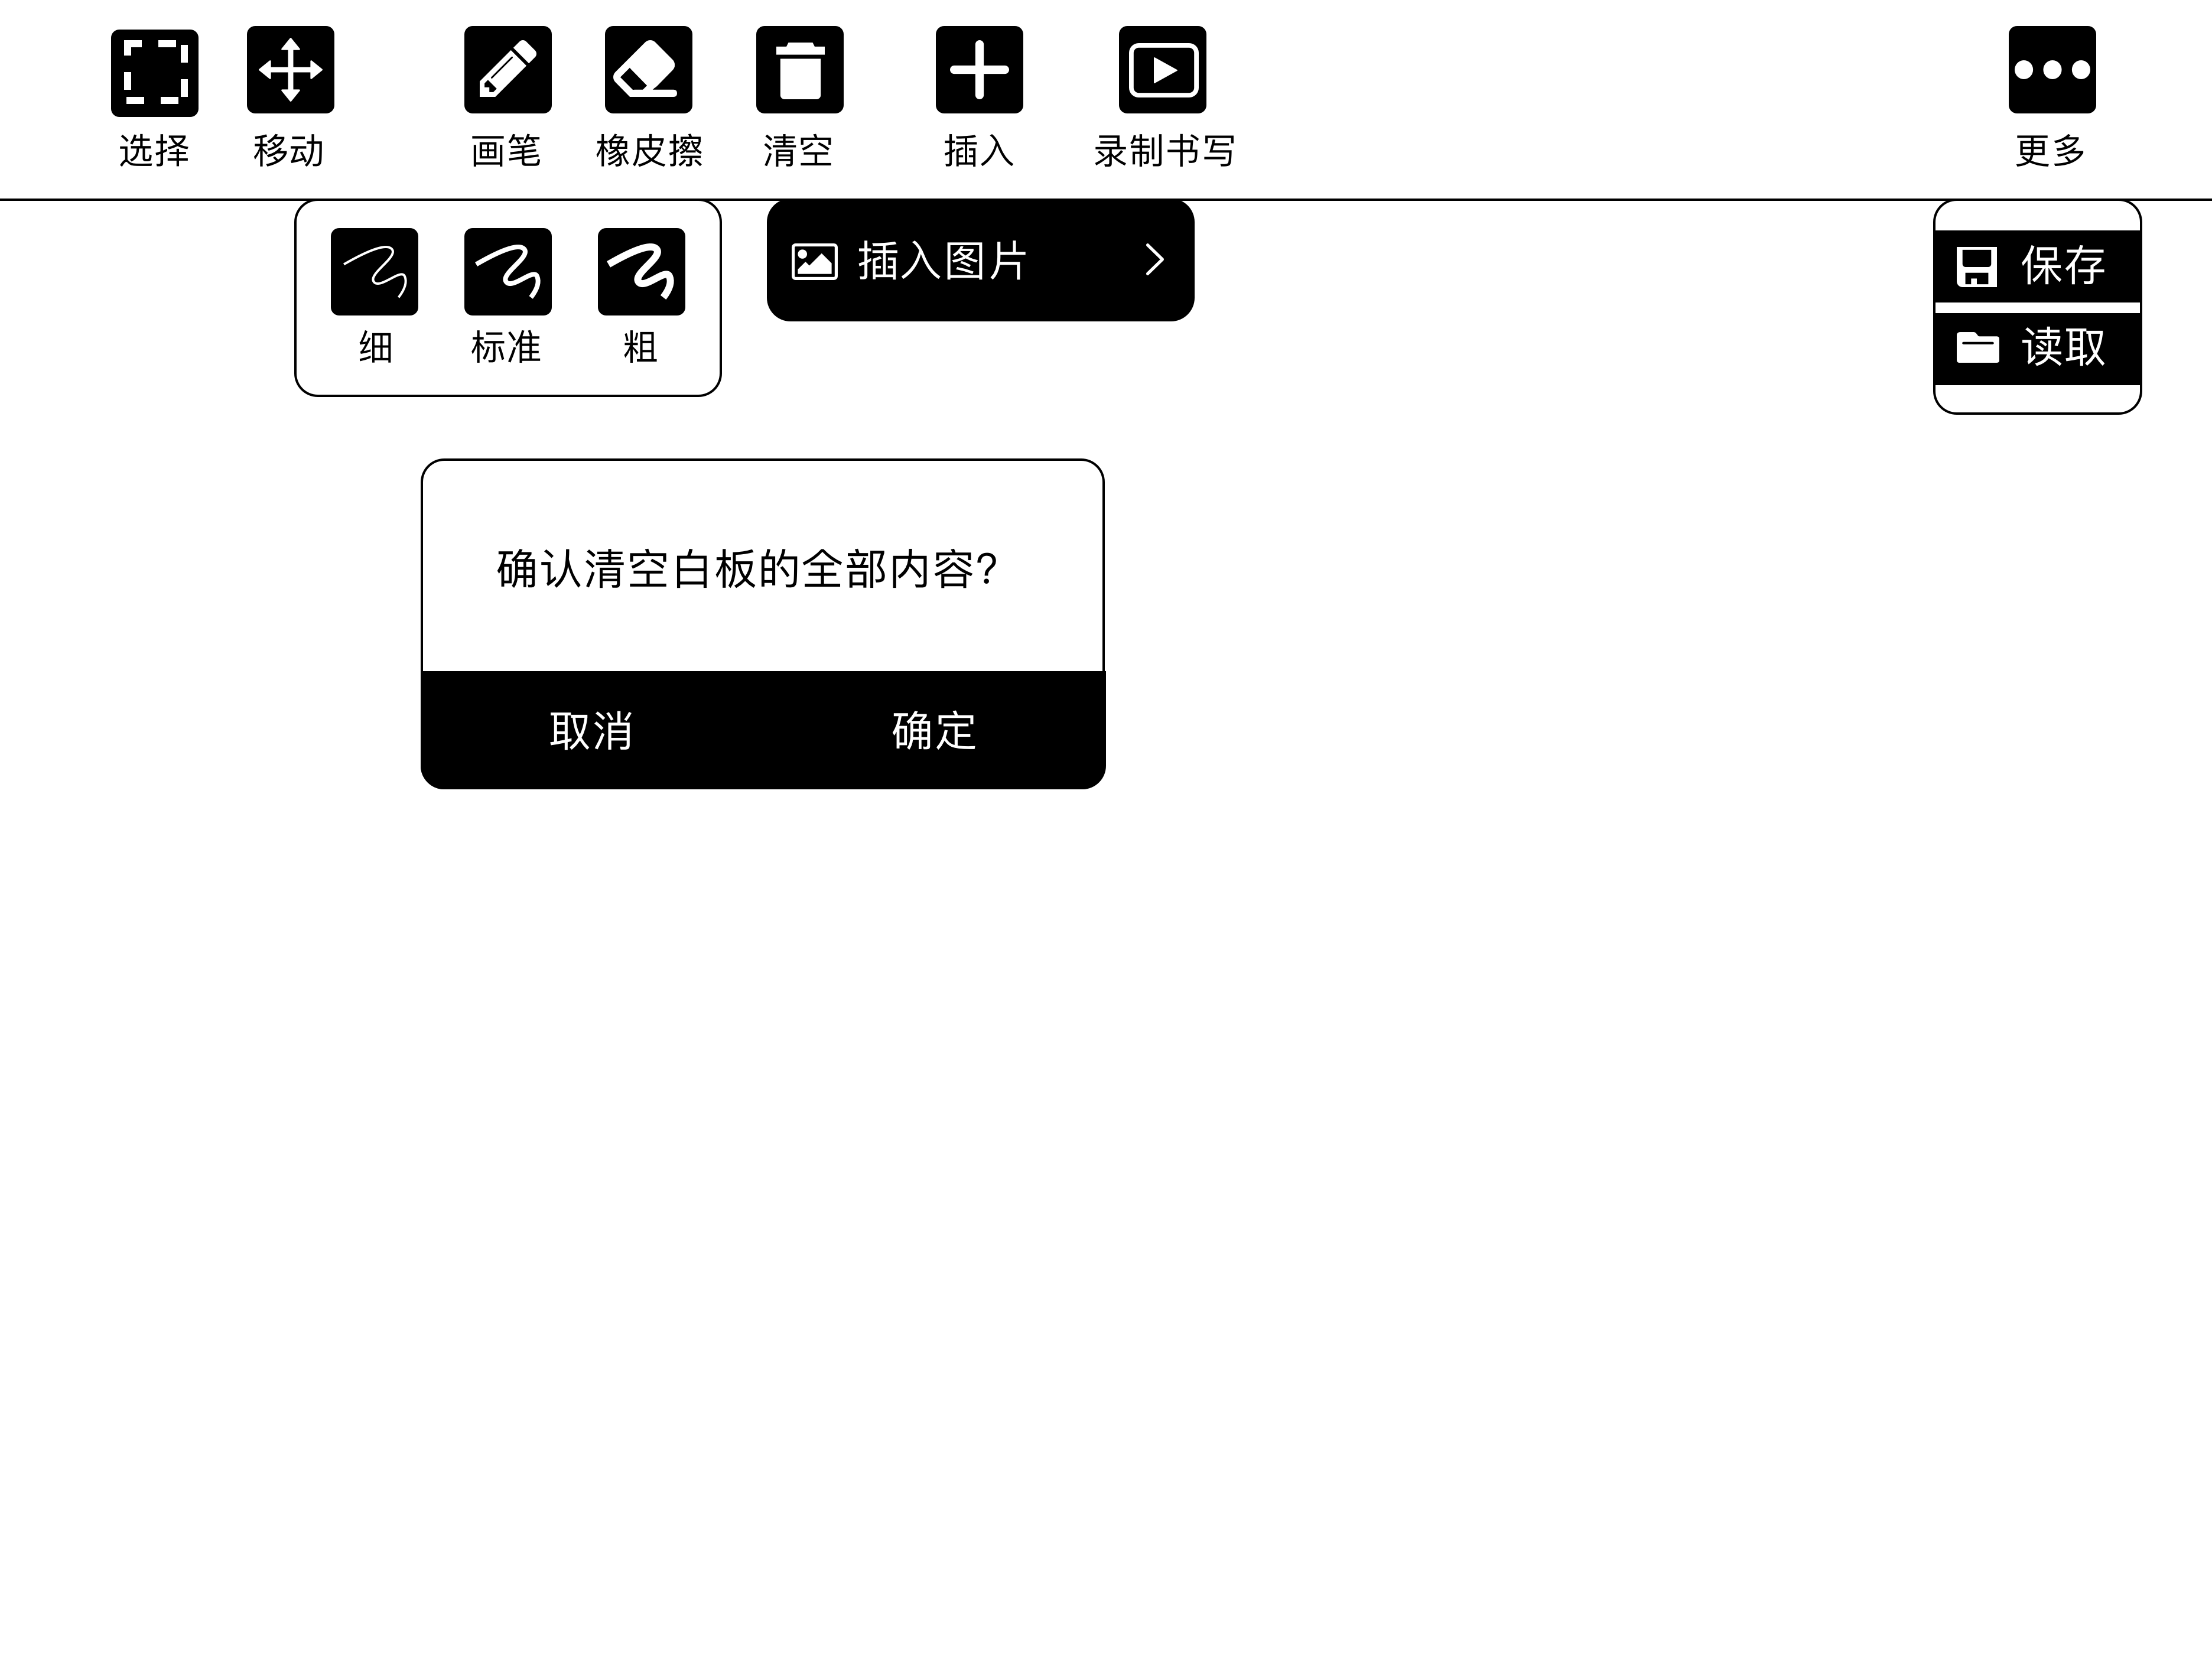 选择 移动 画笔 橡皮擦 清空 插入 录制书写 更多
细 标准 粗
插入图片
保存
读取
确认清空白板的全部内容？
取消 确定